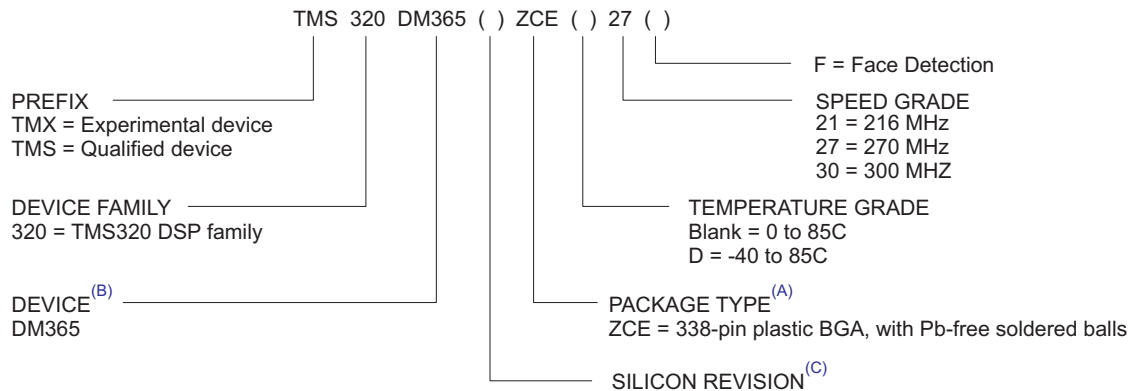 TMS 320 DM365 ( ) ZCE ( ) 27 ( )
F = Face Detection
PREFIX
TMX = Experimental device
TMS = Qualified device
SPEED GRADE
21 = 216 MHz
27 = 270 MHz
30 = 300 MHZ
DEVICE FAMILY
320 = TMS320 DSP family
TEMPERATURE GRADE
Blank = 0 to 85C
D = -40 to 85C
DEVICE(B)
DM365
PACKAGE TYPE(A)
ZCE = 338-pin plastic BGA, with Pb-free soldered balls
SILICON REVISION(C)